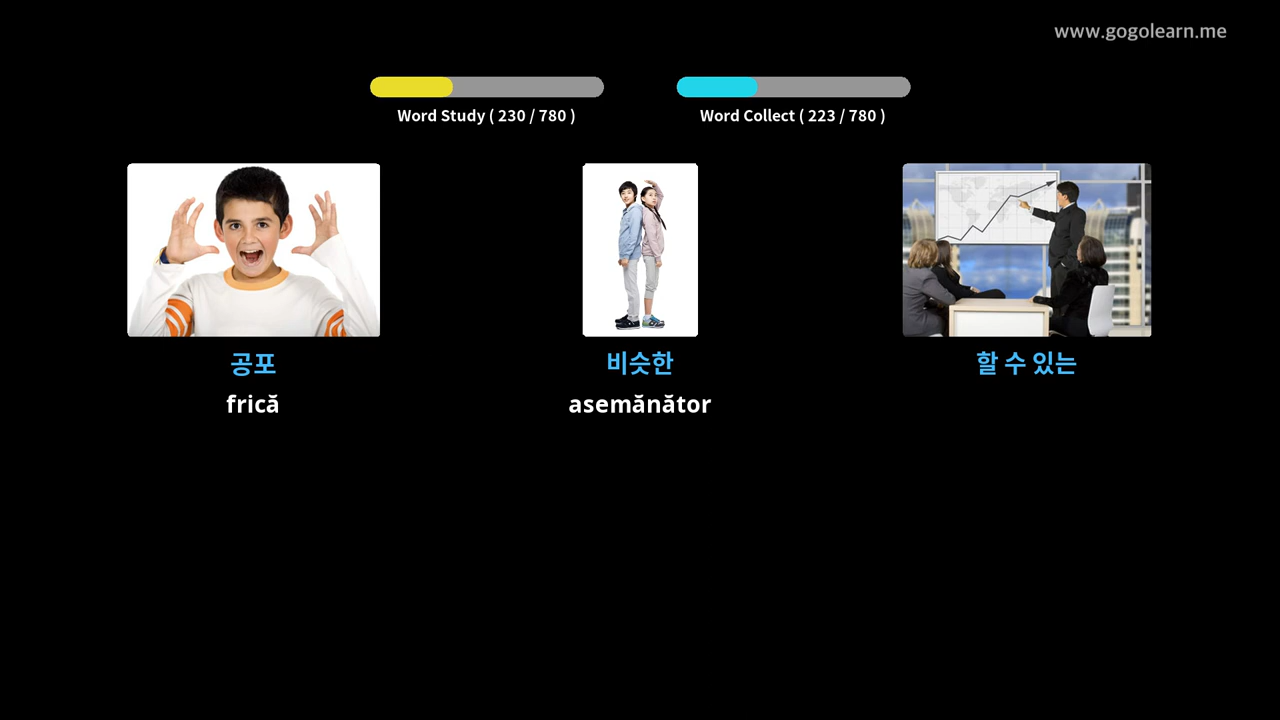 www.gogolearn.me
Word Study ( 230 / 780 )
Word Collect ( 223 / 780 )
공포
비슷한
할 수 있는
frică
asemănător